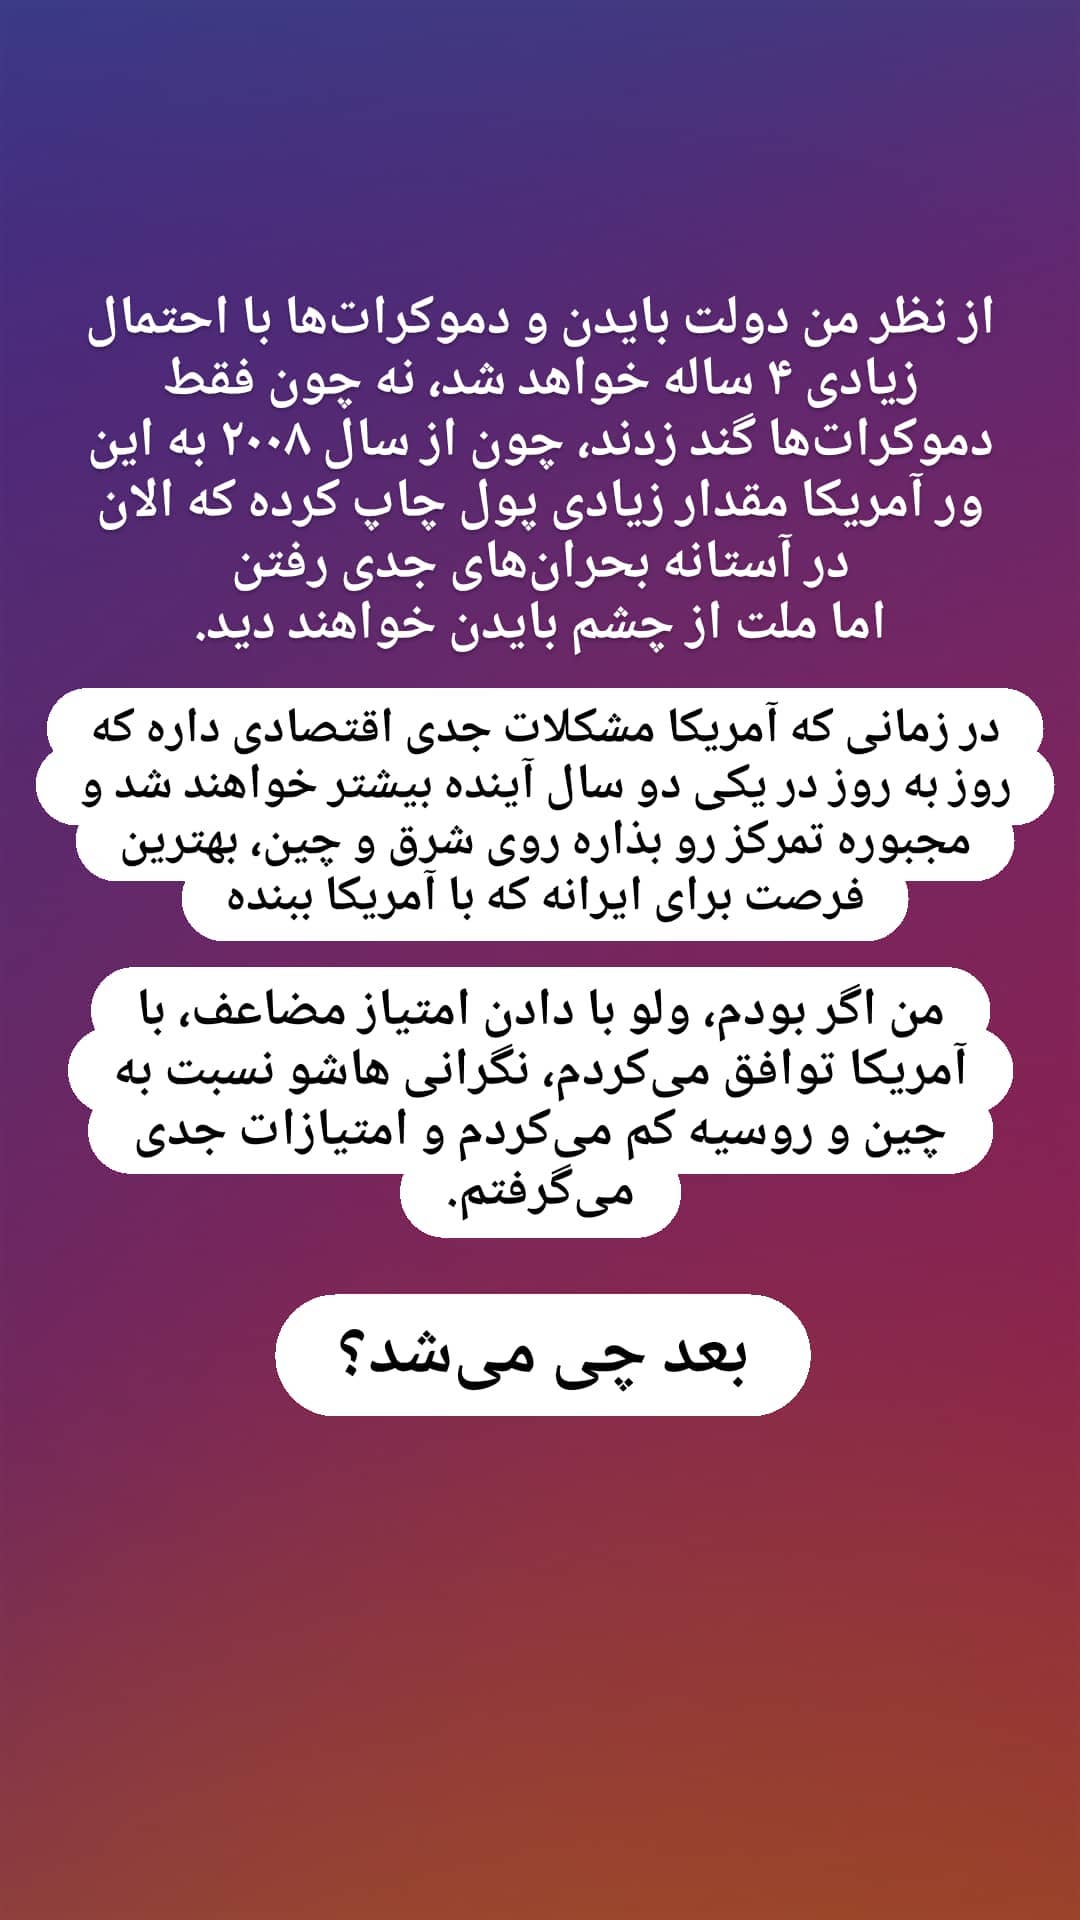 از نظر من دولت بایدن و دموکرات‌ها با احتمال
زیادی ۴ ساله خواهد شد، نه چون فقط
دموکرات‌ها گند زدند، چون از سال ۲۰۰۸ به این
ور آمریکا مقدار زیادی پول چاپ کرده که الان
در آستانه بحران‌های جدی رفتن
اما ملت از چشم بایدن خواهند دید.
در زمانی که آمریکا مشکلات جدی اقتصادی داره که
روز به روز در یکی دو سال آینده بیشتر خواهند شد و
مجبوره تمرکز رو بذاره روی شرق و چین، بهترین
فرصت برای ایرانه که با آمریکا ببنده
من اگر بودم، ولو با دادن امتیاز مضاعف، با
آمریکا توافق می‌کردم، نگرانی هاشو نسبت به
چین و روسیه کم می‌کردم و امتیازات جدی
می‌گرفتم.
بعد چی می‌شد؟